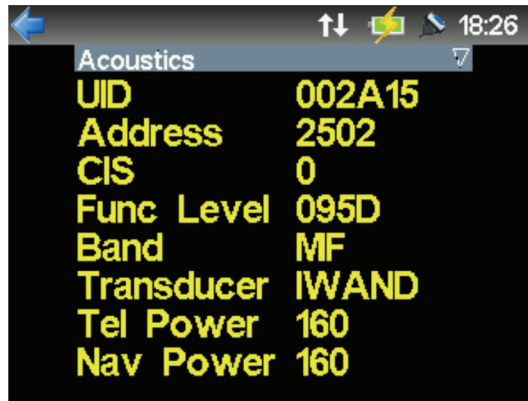 18:26
Acoustics
UID 002A15
Address 2502
CIS 0
Func Level 095D
Band MF
Transducer IWAND
Tel Power 160
Nav Power 160